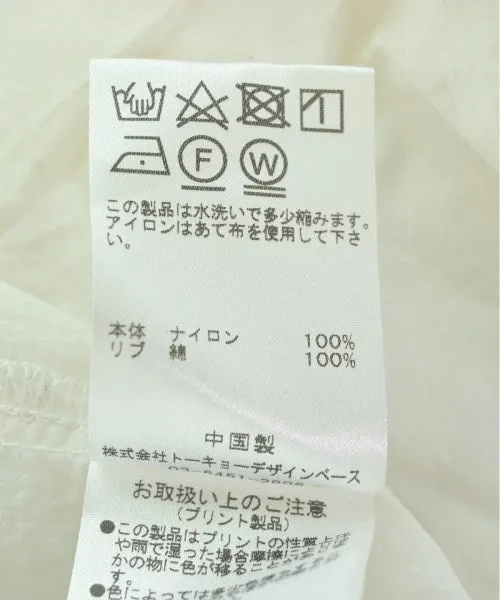 F W
この製品は水洗いで多少縮みます。
アイロンはあて布を使用して下さ
い。
本体 ナイロン 100%
リブ 綿 100%
中国製
株式会社トーキョーデザインベース
お取扱い上のご注意
(プリント製品)
●この製品はプリントの性質上
や雨で湿った場合摩擦により
かの物に色が移ることが
す。
●色によっては